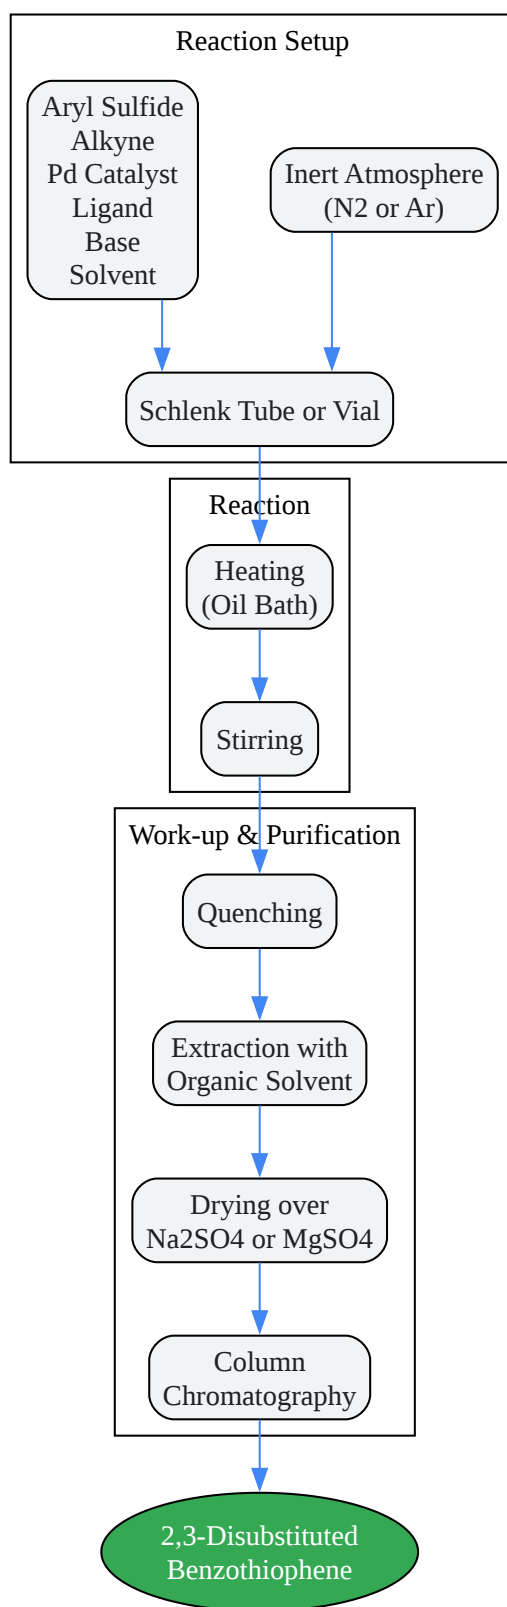 Reaction Setup
Aryl Sulfide
Alkyne
Pd Catalyst
Ligand
Base
Solvent
Inert Atmosphere
(N2 or Ar)
Schlenk Tube or Vial
Reaction
Heating
(Oil Bath)
Stirring
Work-up & Purification
Quenching
Extraction with
Organic Solvent
Drying over
Na2SO4 or MgSO4
Column
Chromatography
2,3-Disubstituted
Benzothiophene